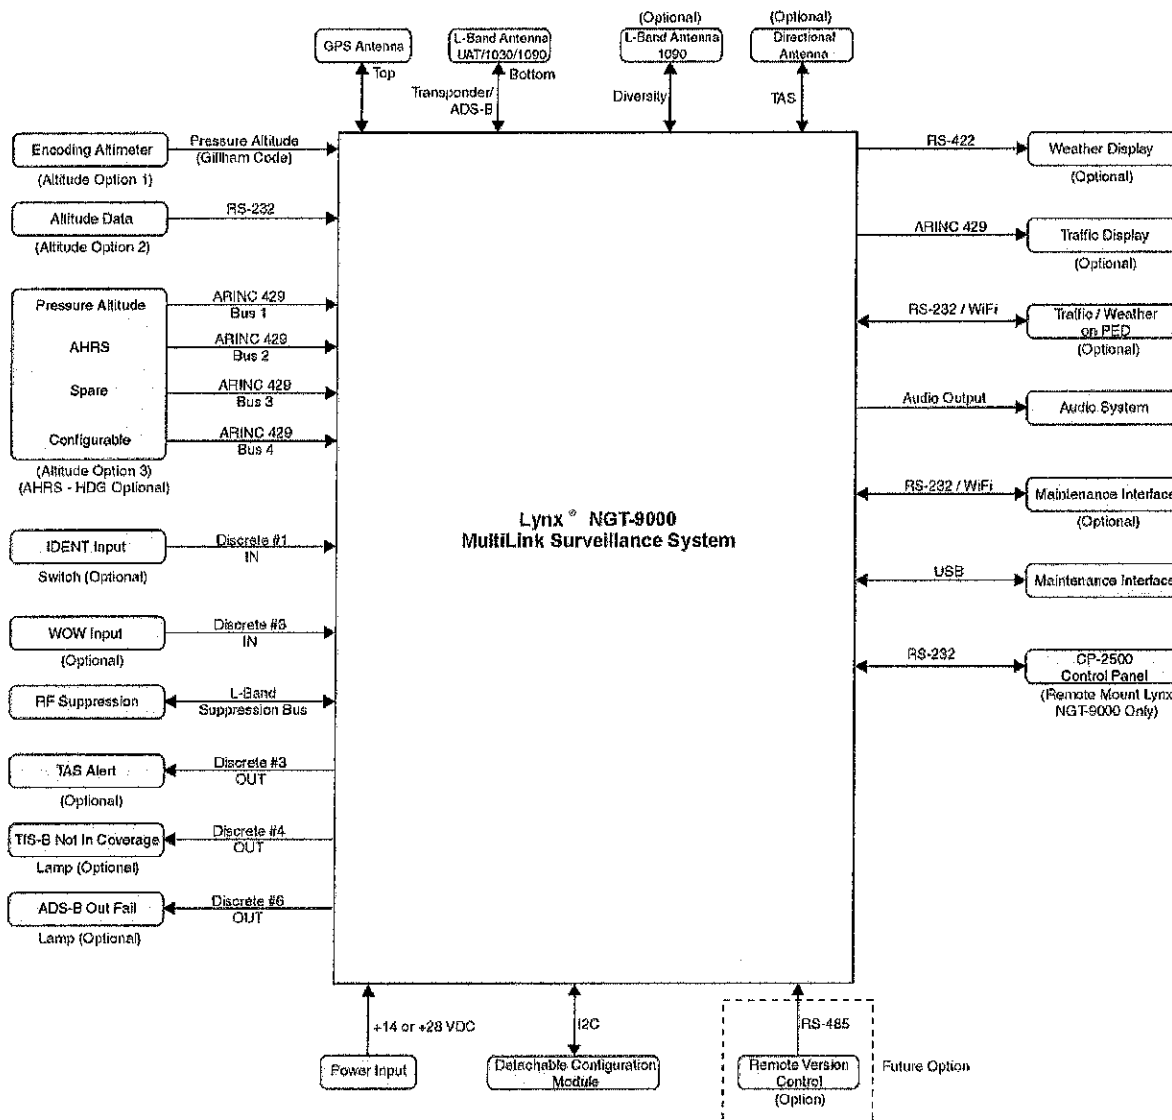 (Optional)
(Optional)
GPS Antenna
L-Band Antenna
UAT/1030/1090
L-Band Antenna
1090
Directional
Antenna
Top
Bottom
Transponder/
ADS-B
Diversity
TAS
Encoding Altimeter
(Altitude Option 1)
Pressure Altitude
(Gillham Code)
Altitude Data
(Altitude Option 2)
RS-232
Pressure Altitude
ARINC 429
Bus 1
AHRS
ARINC 429
Bus 2
Spare
ARINC 429
Bus 3
Configurable
ARINC 429
Bus 4
(Altitude Option 3)
(AHRS - HDG Optional)
IDENT Input
Switch (Optional)
Discrete #1
IN
WOW Input
(Optional)
Discrete #8
IN
RF Suppression
L-Band
Suppression Bus
TAS Alert
(Optional)
Discrete #3
OUT
TIS-B Not In Coverage
Lamp (Optional)
Discrete #4
OUT
ADS-B Out Fail
Lamp (Optional)
Discrete #6
OUT
Lynx ® NGT-9000
MultiLink Surveillance System
RS-422
Weather Display
(Optional)
ARINC 429
Traffic Display
(Optional)
RS-232 / WiFi
Traffic / Weather
on PED
(Optional)
Audio Output
Audio System
RS-232 / WiFi
Maintenance Interface
(Optional)
USB
Maintenance Interface
RS-232
CP-2500
Control Panel
(Remote Mount Lynx
NGT-9000 Only)
+14 or +28 VDC
Power Input
I2C
Detachable Configuration
Module
RS-485
Remote Version
Control
(Option)
Future Option